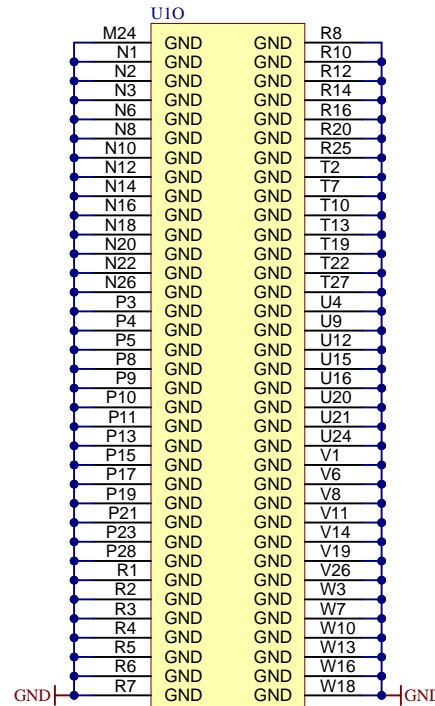 U1O
M24 GND GND R8
N1 GND GND R10
N2 GND GND R12
N3 GND GND R14
N6 GND GND R16
N8 GND GND R20
N10 GND GND R25
N12 GND GND T2
N14 GND GND T7
N16 GND GND T10
N18 GND GND T13
N20 GND GND T19
N22 GND GND T22
N26 GND GND T27
P3 GND GND U4
P4 GND GND U9
P5 GND GND U12
P8 GND GND U15
P9 GND GND U16
P10 GND GND U20
P11 GND GND U21
P13 GND GND U24
P15 GND GND V1
P17 GND GND V6
P19 GND GND V8
P21 GND GND V11
P23 GND GND V14
P28 GND GND V19
R1 GND GND V26
R2 GND GND W3
R3 GND GND W7
R4 GND GND W10
R5 GND GND W13
R6 GND GND W16
GND R7 GND GND W18 GND